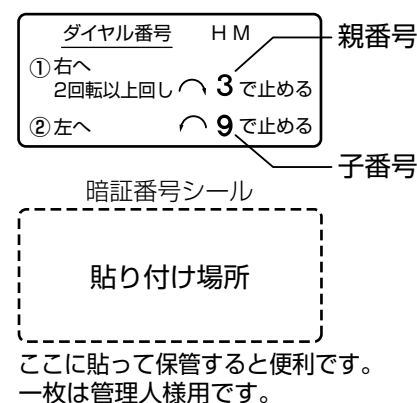 ダイヤル番号 HM
親番号
①右へ
2回転以上回し 3で止める
②左へ 9で止める
子番号
暗証番号シール
貼り付け場所
ここに貼って保管すると便利です。
一枚は管理人様用です。